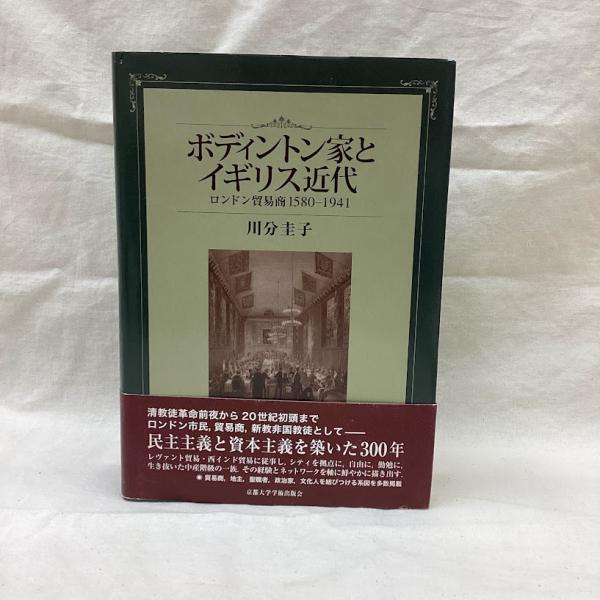 ボディントン家と
イギリス近代
ロンドン貿易商1580–1941
川分圭子
清教徒革命前夜から20世紀初頭まで
ロンドン市民, 貿易商, 新教非国教徒として──
民主主義と資本主義を築いた300年
レヴァント貿易・西インド貿易に従事し, シティを拠点に, 自由に, 勤勉に,
生き抜いた中産階級の一族. その経験とネットワークを軸に鮮やかに描き出す.
◉ 貿易商, 地主, 聖職者, 政治家, 文化人を結びつける系図を多数掲載
京都大学学術出版会